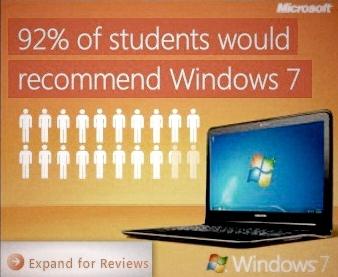 Microsoft
92% of students would
recommend Windows 7
Expand for Reviews
Windows 7